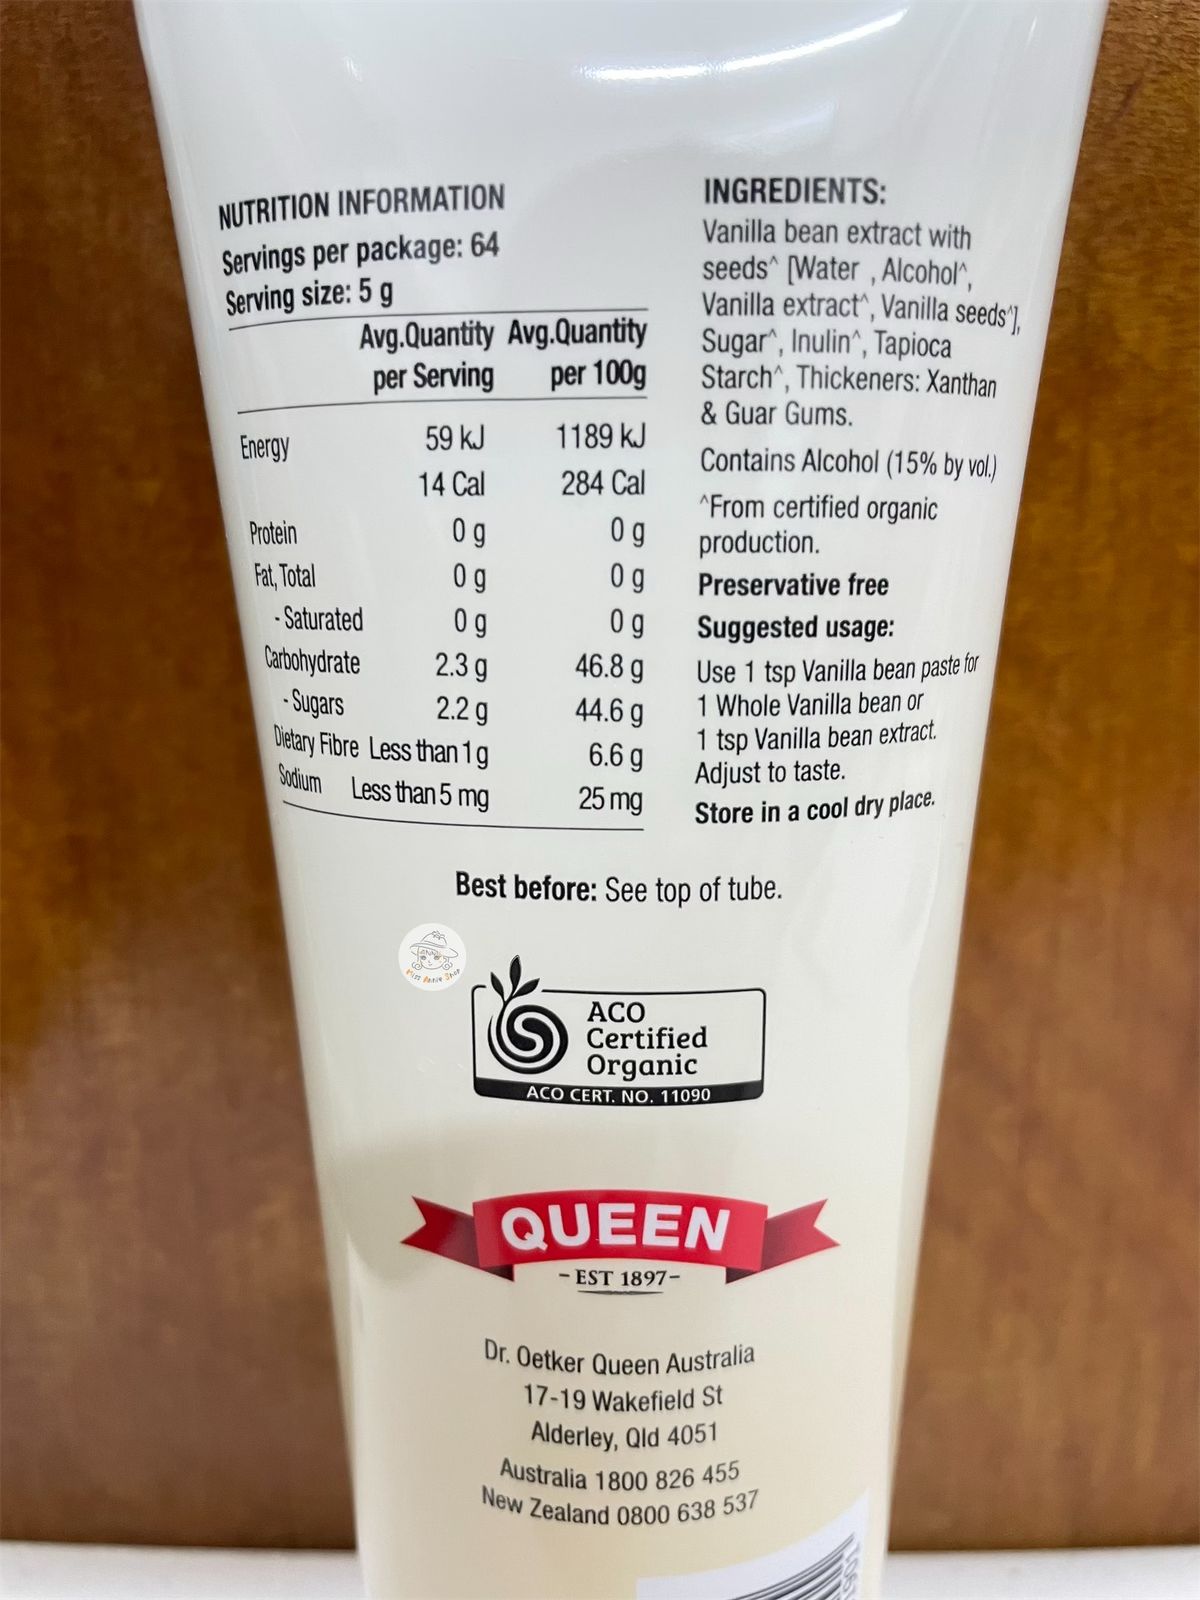 NUTRITION INFORMATION
Servings per package: 64
Serving size: 5 g
Avg.Quantity Avg.Quantity
per Serving per 100g
Energy 59 kJ 1189 kJ
14 Cal 284 Cal
Protein 0 g 0 g
Fat, Total 0 g 0 g
- Saturated 0 g 0 g
Carbohydrate 2.3 g 46.8 g
- Sugars 2.2 g 44.6 g
Dietary Fibre Less than 1 g 6.6 g
Sodium Less than 5 mg 25 mg
INGREDIENTS:
Vanilla bean extract with
seeds^ [Water , Alcohol^,
Vanilla extract^, Vanilla seeds^],
Sugar^, Inulin^, Tapioca
Starch^, Thickeners: Xanthan
& Guar Gums.
Contains Alcohol (15% by vol.)
^From certified organic
production.
Preservative free
Suggested usage:
Use 1 tsp Vanilla bean paste for
1 Whole Vanilla bean or
1 tsp Vanilla bean extract.
Adjust to taste.
Store in a cool dry place.
Best before: See top of tube.
ANNIE
Miss Annie Shop
ACO
Certified
Organic
ACO CERT. NO. 11090
QUEEN
- EST 1897 -
Dr. Oetker Queen Australia
17-19 Wakefield St
Alderley, Qld 4051
Australia 1800 826 455
New Zealand 0800 638 537